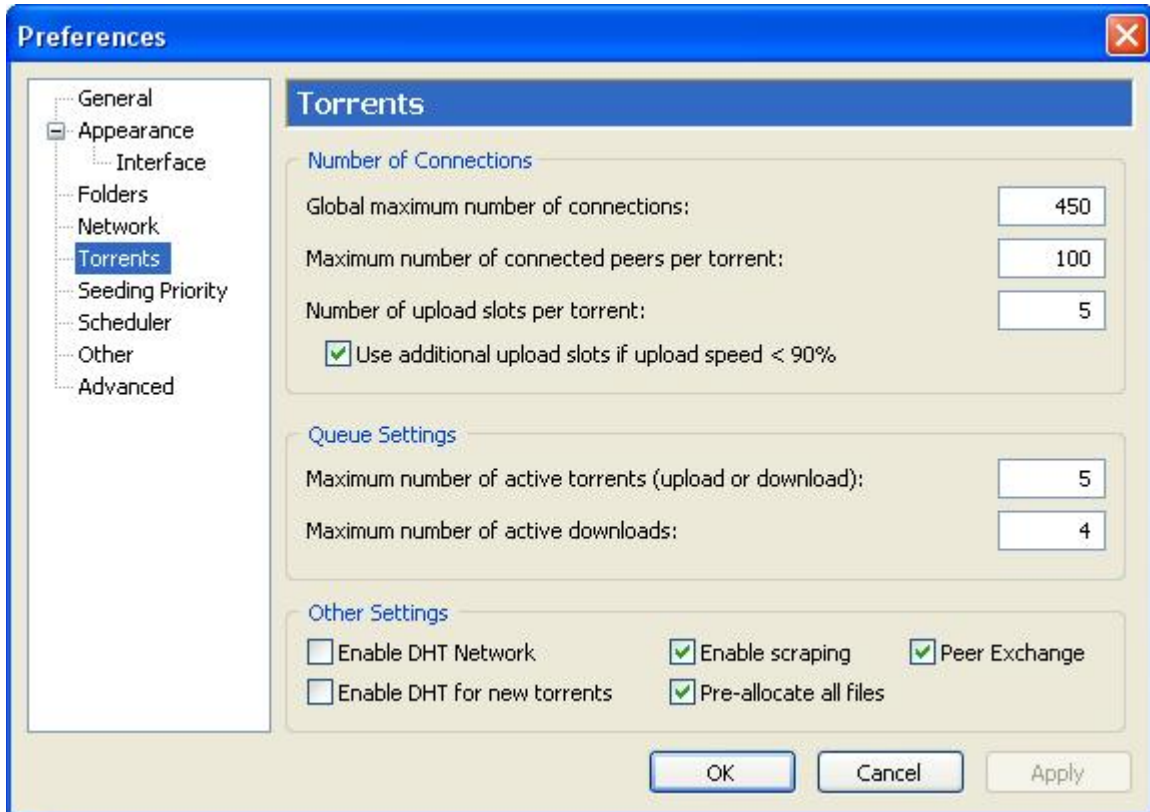 Preferences
General
Appearance
Interface
Folders
Network
Torrents
Seeding Priority
Scheduler
Other
Advanced
Torrents
Number of Connections
Global maximum number of connections: 450
Maximum number of connected peers per torrent: 100
Number of upload slots per torrent: 5
Use additional upload slots if upload speed < 90%
Queue Settings
Maximum number of active torrents (upload or download): 5
Maximum number of active downloads: 4
Other Settings
Enable DHT Network Enable scraping Peer Exchange
Enable DHT for new torrents Pre-allocate all files
OK Cancel Apply